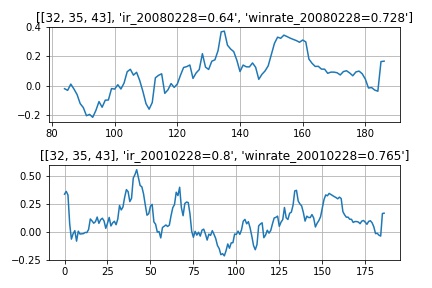 [[32, 35, 43], 'ir_20080228=0.64', 'winrate_20080228=0.728']
0.4
0.2
0.0
−0.2
80 100 120 140 160 180
[[32, 35, 43], 'ir_20010228=0.8', 'winrate_20010228=0.765']
0.50
0.25
0.00
−0.25
0 25 50 75 100 125 150 175